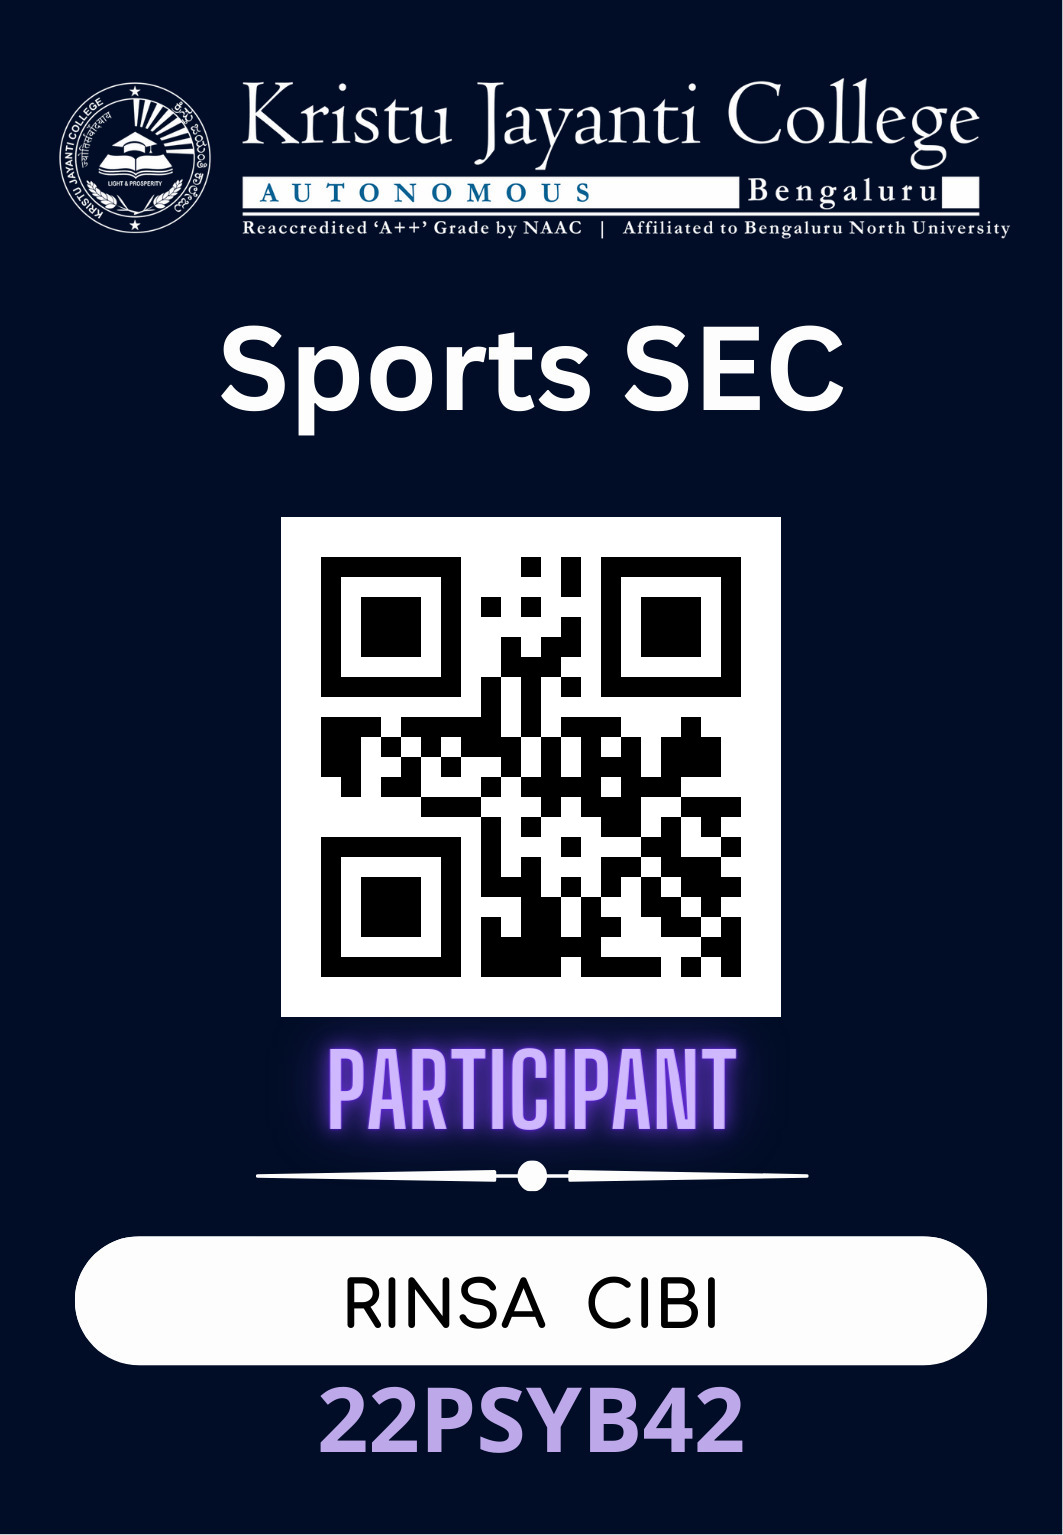 Kristu Jayanti College
AUTONOMOUS Bengaluru
Reaccredited ‘A++’ Grade by NAAC | Affiliated to Bengaluru North University
KRISTU JAYANTI COLLEGE
LIGHT & PROSPERITY
Sports SEC
PARTICIPANT
RINSA CIBI
22PSYB42